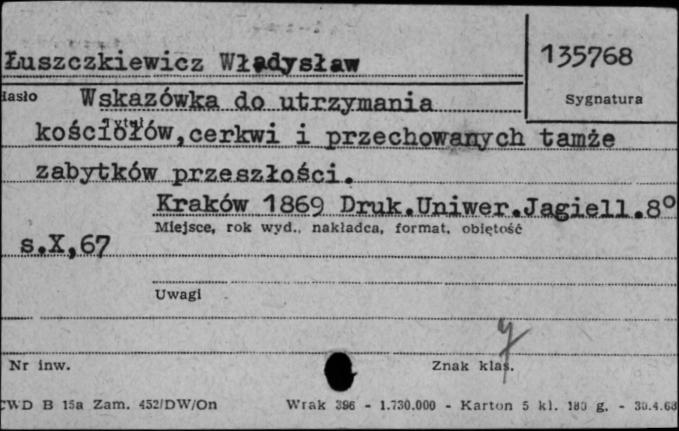 Łuszczkiewicz Władysław
135768
Hasło Wskazówka do utrzymania
Sygnatura
kościołów,cerkwi i przechowanych tamże
zabytków przeszłości.
Kraków 1869 Druk.Uniwer.Jagiell.8°
Miejsce, rok wyd., nakładca, format, objętość
s.X,67
Uwagi
Nr inw.
Znak klas.
CWD B 15a Zam. 452/DW/On Wrak 396 - 1.730.000 - Karton 5 kl. 180 g. - 30.4.68